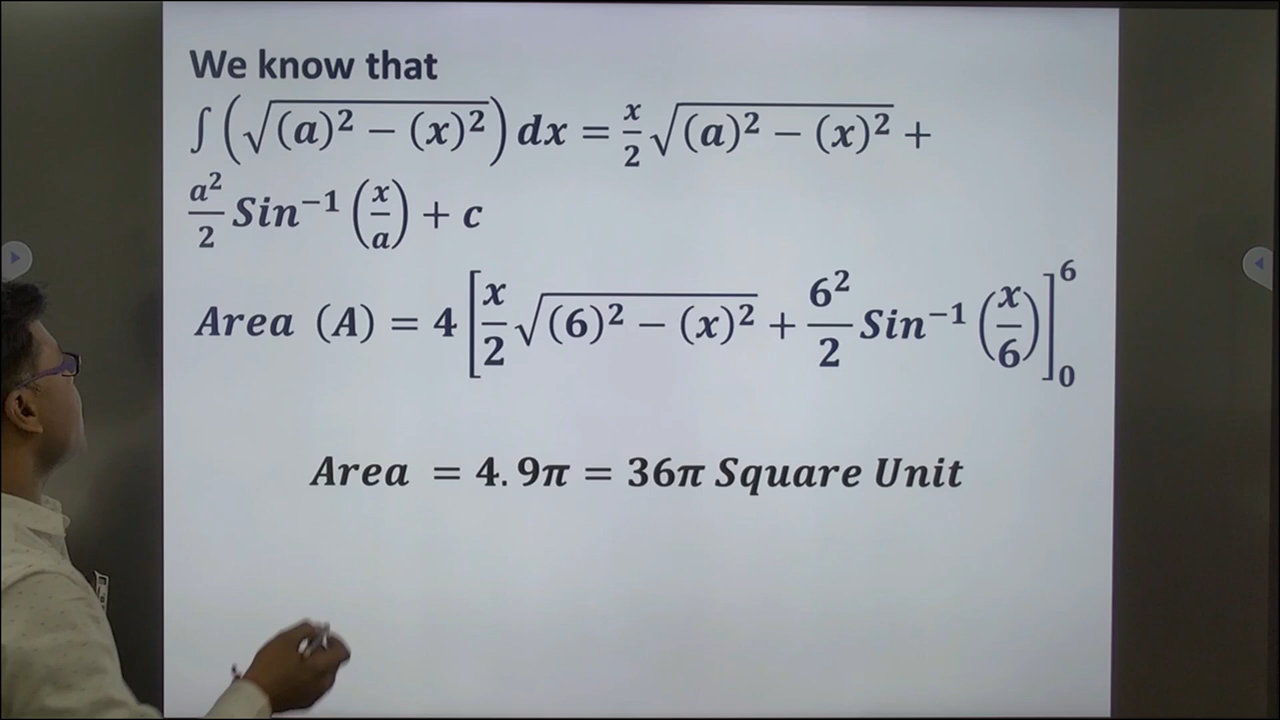 We know that
∫(√((a)² − (x)²)) dx = x/2 √((a)² − (x)²) +
a²/2 Sin⁻¹(x/a) + c
Area (A) = 4[x/2 √((6)² − (x)²) + 6²/2 Sin⁻¹(x/6)]₀⁶
Area = 4. 9π = 36π Square Unit